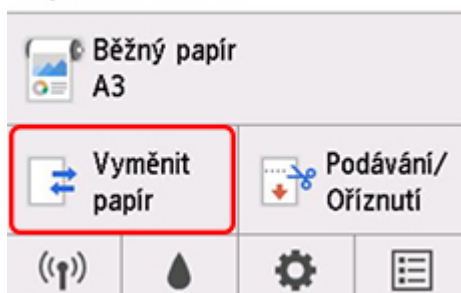 Běžný papír
A3
Vyměnit
papír
Podávání/
Oříznutí